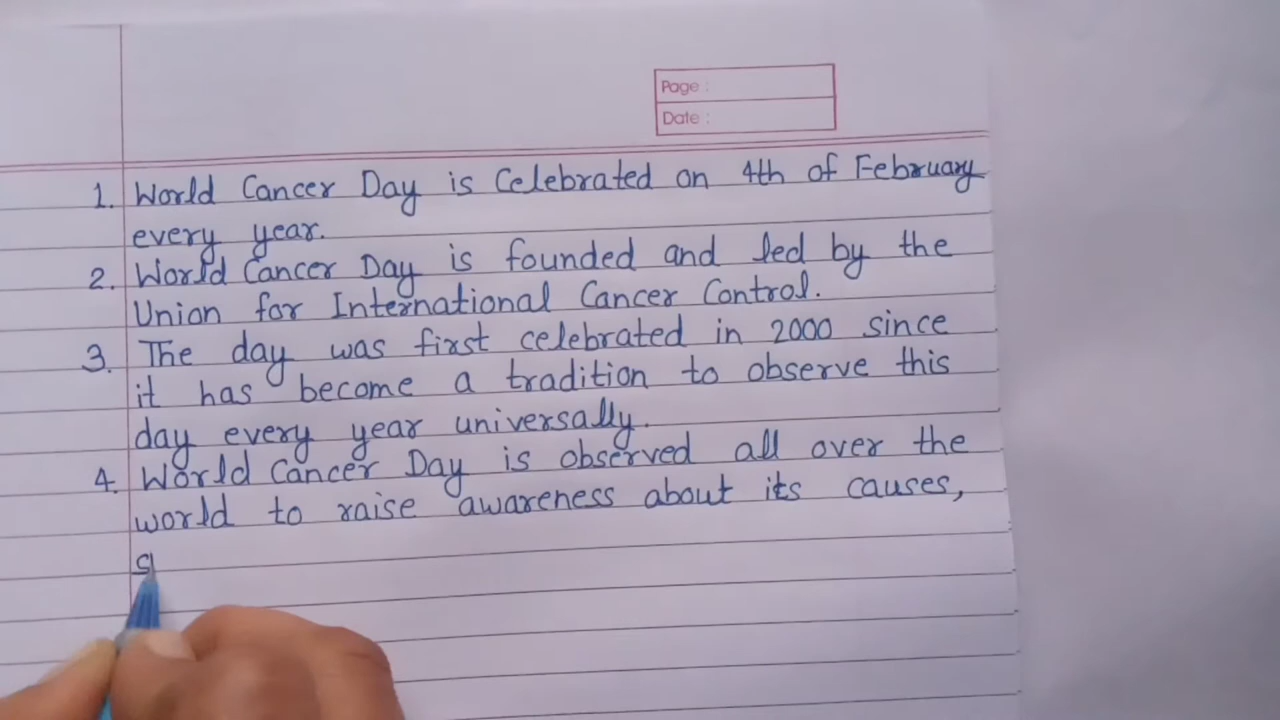 Page :
Date :
1. World Cancer Day is Celebrated on 4th of February
every year.
2. World Cancer Day is founded and led by the
Union for International Cancer Control.
3. The day was first celebrated in 2000 since
it has become a tradition to observe this
day every year universally.
4. World Cancer Day is observed all over the
world to raise awareness about its causes,